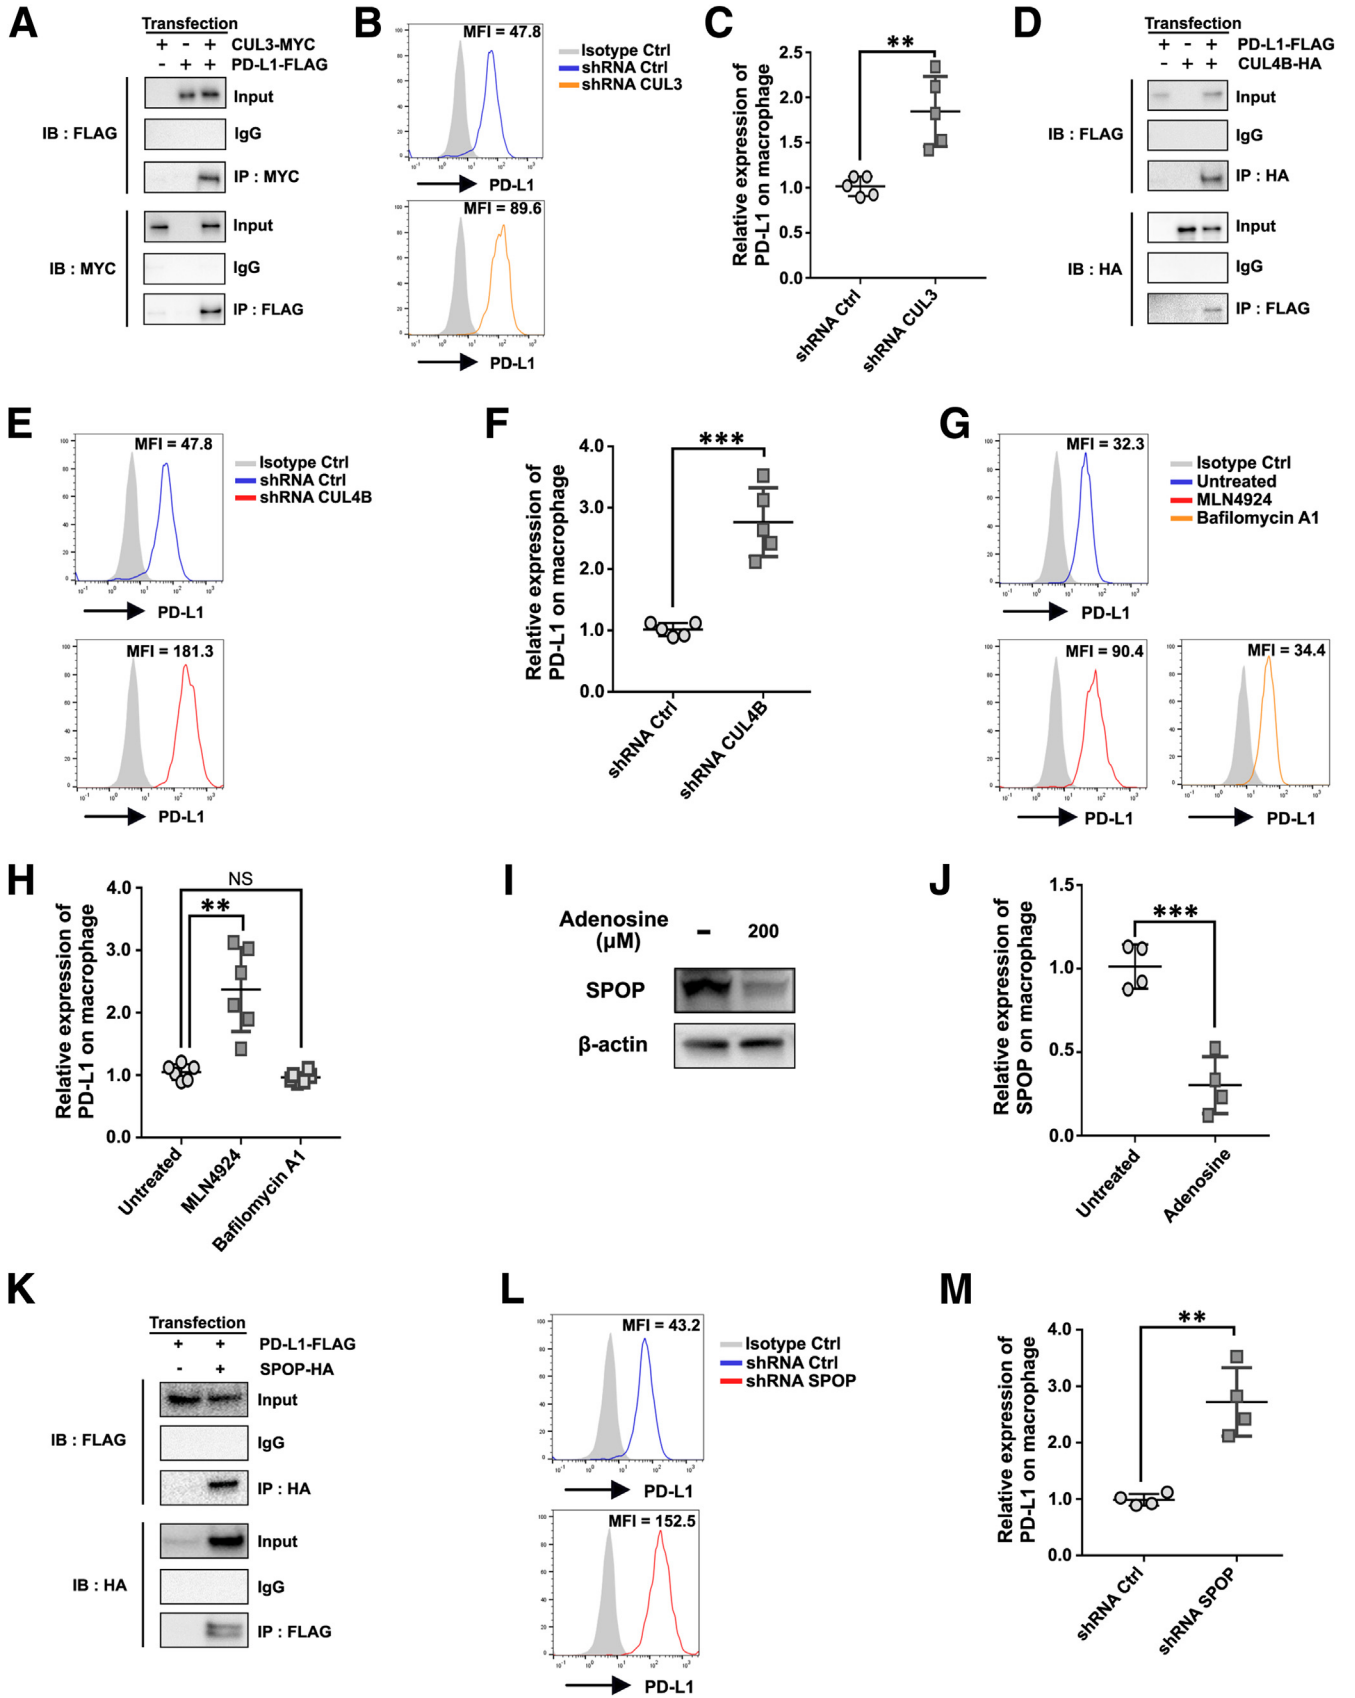 A
Transfection
+ - + CUL3-MYC
- + + PD-L1-FLAG
Input
IB : FLAG
IgG
IP : MYC
Input
IB : MYC
IgG
IP : FLAG
B
MFI = 47.8
Isotype Ctrl
shRNA Ctrl
shRNA CUL3
PD-L1
MFI = 89.6
PD-L1
C
Relative expression of
PD-L1 on macrophage
**
2.5
2.0
1.5
1.0
0.5
0.0
shRNA Ctrl
shRNA CUL3
D
Transfection
+ - + PD-L1-FLAG
- + + CUL4B-HA
Input
IB : FLAG
IgG
IP : HA
Input
IB : HA
IgG
IP : FLAG
E
MFI = 47.8
Isotype Ctrl
shRNA Ctrl
shRNA CUL4B
PD-L1
MFI = 181.3
PD-L1
F
Relative expression of
PD-L1 on macrophage
***
4.0
3.0
2.0
1.0
0.0
shRNA Ctrl
shRNA CUL4B
G
MFI = 32.3
Isotype Ctrl
Untreated
MLN4924
Bafilomycin A1
PD-L1
MFI = 90.4
PD-L1
MFI = 34.4
PD-L1
H
Relative expression of
PD-L1 on macrophage
NS
**
4.0
3.0
2.0
1.0
0.0
Untreated
MLN4924
Bafilomycin A1
I
Adenosine
(µM)
- 200
SPOP
β-actin
J
Relative expression of
SPOP on macrophage
***
1.5
1.0
0.5
0.0
Untreated
Adenosine
K
Transfection
+ + PD-L1-FLAG
- + SPOP-HA
Input
IB : FLAG
IgG
IP : HA
Input
IB : HA
IgG
IP : FLAG
L
MFI = 43.2
Isotype Ctrl
shRNA Ctrl
shRNA SPOP
PD-L1
MFI = 152.5
PD-L1
M
Relative expression of
PD-L1 on macrophage
**
4.0
3.0
2.0
1.0
0.0
shRNA Ctrl
shRNA SPOP